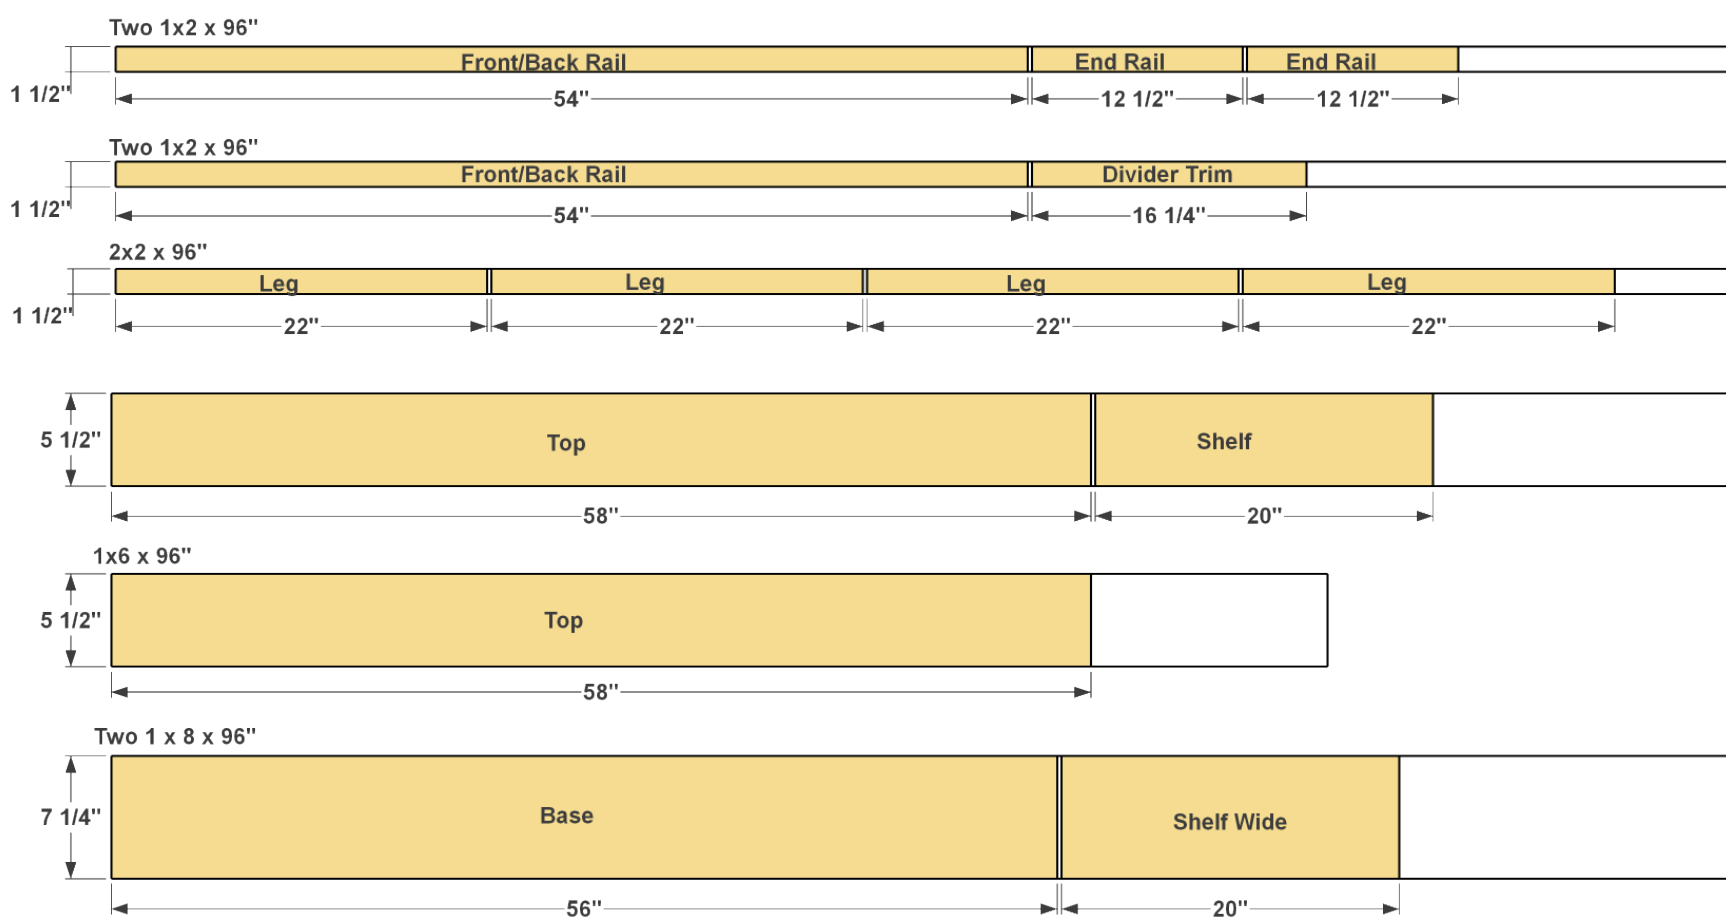 Two 1x2 x 96"
Front/Back Rail
End Rail
End Rail
1 1/2"
54"
12 1/2"
12 1/2"
Two 1x2 x 96"
Front/Back Rail
Divider Trim
1 1/2"
54"
16 1/4"
2x2 x 96"
Leg
Leg
Leg
Leg
1 1/2"
22"
22"
22"
22"
5 1/2"
Top
Shelf
58"
20"
1x6 x 96"
5 1/2"
Top
58"
Two 1 x 8 x 96"
7 1/4"
Base
Shelf Wide
56"
20"